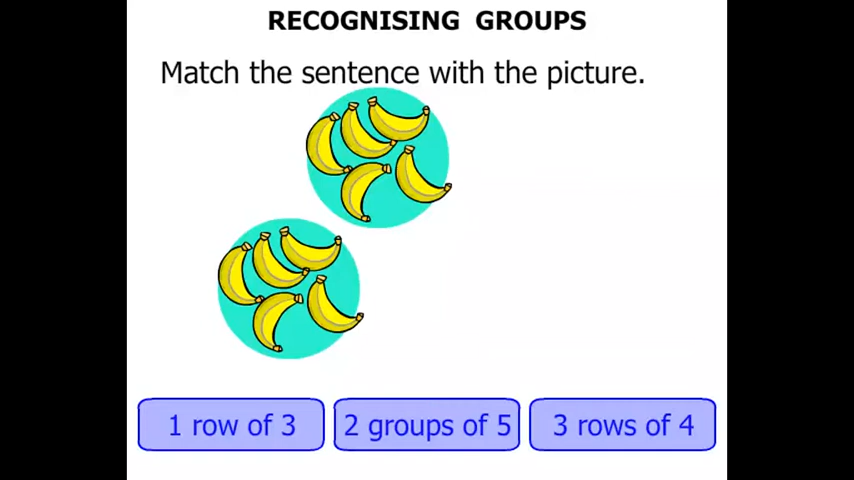 RECOGNISING GROUPS
Match the sentence with the picture.
1 row of 3
2 groups of 5
3 rows of 4